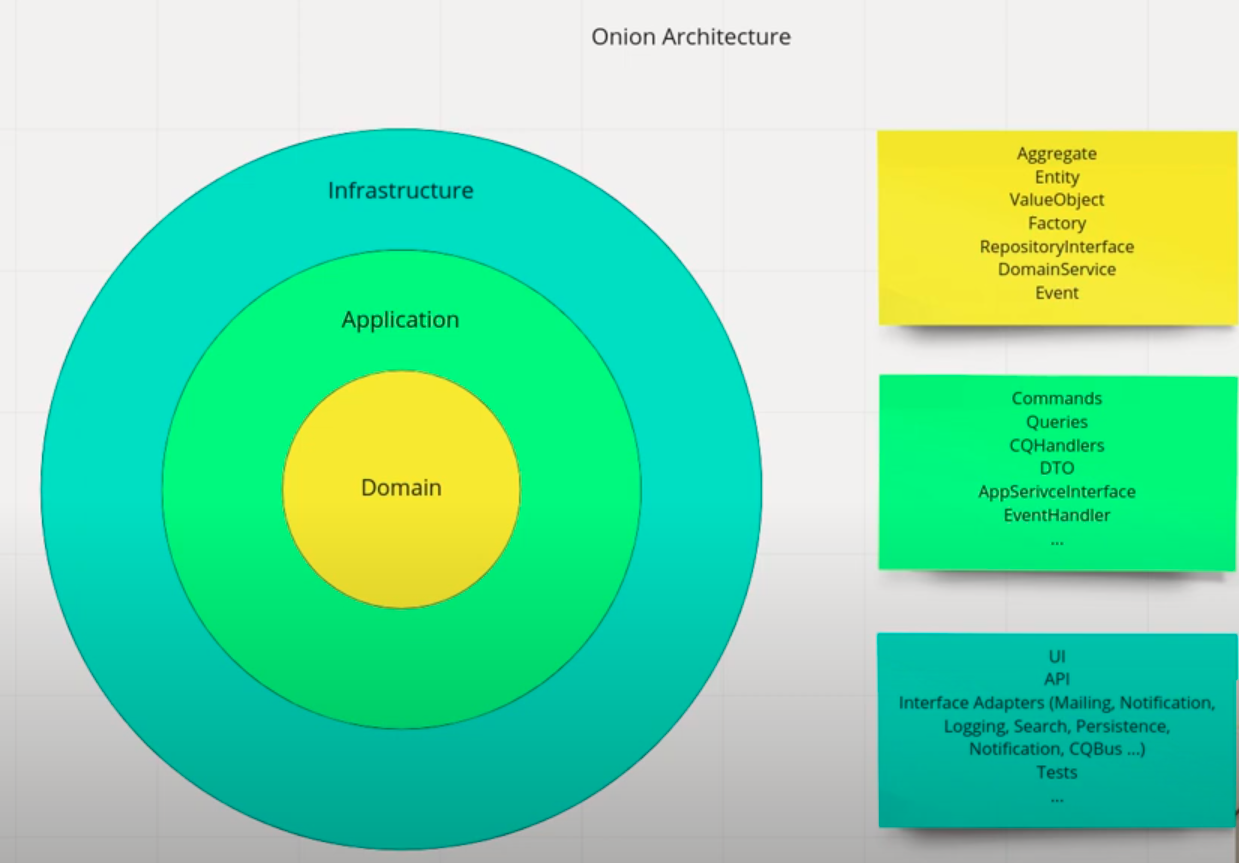 Onion Architecture
Infrastructure
Application
Domain
Aggregate
Entity
ValueObject
Factory
RepositoryInterface
DomainService
Event
Commands
Queries
CQHandlers
DTO
AppSerivceInterface
EventHandler
...
UI
API
Interface Adapters (Mailing, Notification,
Logging, Search, Persistence,
Notification, CQBus ...)
Tests
...